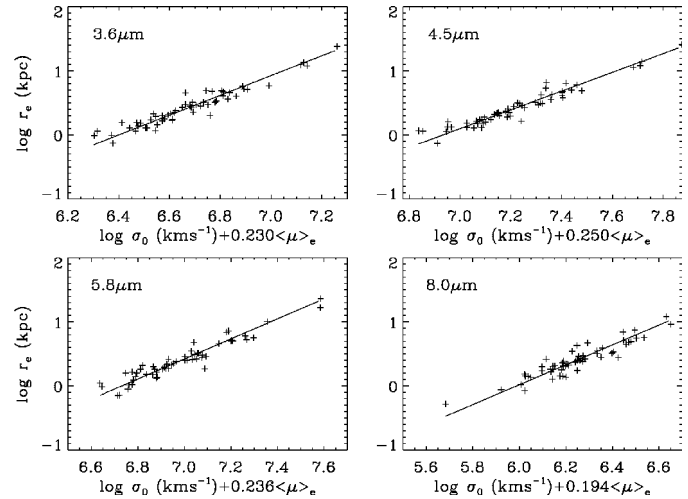 3.6μm
4.5μm
log r_e (kpc)
2
1
0
−1
6.2 6.4 6.6 6.8 7.0 7.2
log σ_0 (kms^−1)+0.230<μ>_e
log r_e (kpc)
2
1
0
−1
6.8 7.0 7.2 7.4 7.6 7.8
log σ_0 (kms^−1)+0.250<μ>_e
5.8μm
8.0μm
log r_e (kpc)
2
1
0
−1
6.6 6.8 7.0 7.2 7.4 7.6
log σ_0 (kms^−1)+0.236<μ>_e
log r_e (kpc)
2
1
0
−1
5.6 5.8 6.0 6.2 6.4 6.6
log σ_0 (kms^−1)+0.194<μ>_e